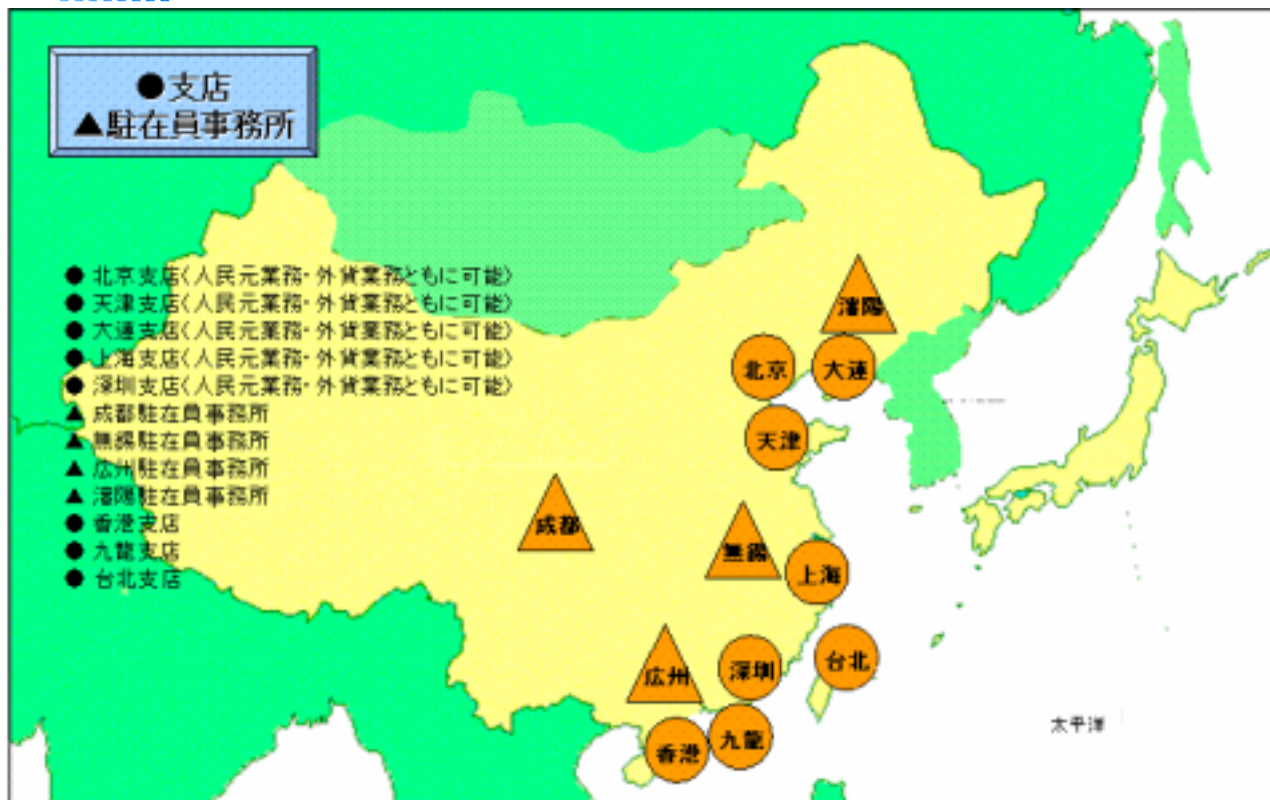 ●支店
▲駐在員事務所
● 北京支店(人民元業務・外貨業務ともに可能)
● 天津支店(人民元業務・外貨業務ともに可能)
● 大連支店(人民元業務・外貨業務ともに可能)
● 上海支店(人民元業務・外貨業務ともに可能)
● 深圳支店(人民元業務・外貨業務ともに可能)
▲ 成都駐在員事務所
▲ 無錫駐在員事務所
▲ 広州駐在員事務所
▲ 瀋陽駐在員事務所
● 香港支店
● 九龍支店
● 台北支店
瀋陽
北京
大連
天津
成都
無錫
上海
広州
深圳
台北
香港
九龍
太平洋